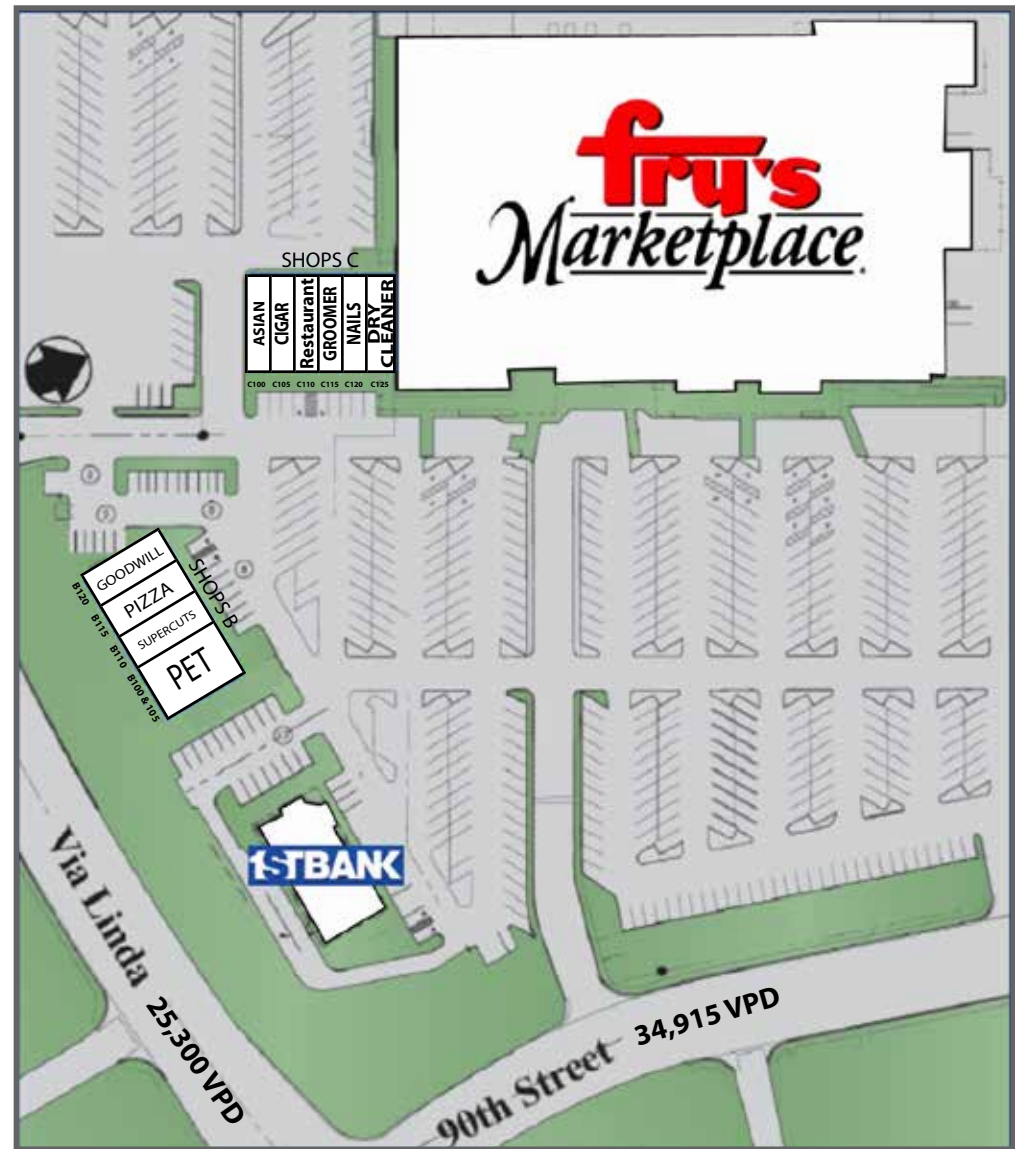 fry's
Marketplace
SHOPS C
ASIAN
CIGAR
Restaurant
GROOMER
NAILS
DRY
CLEANER
C100
C105
C110
C115
C120
C125
SHOPS B
GOODWILL
PIZZA
SUPERCUTS
PET
B120
B115
B110
B100 & 105
1STBANK
Via Linda 25,300 VPD
90th Street 34,915 VPD